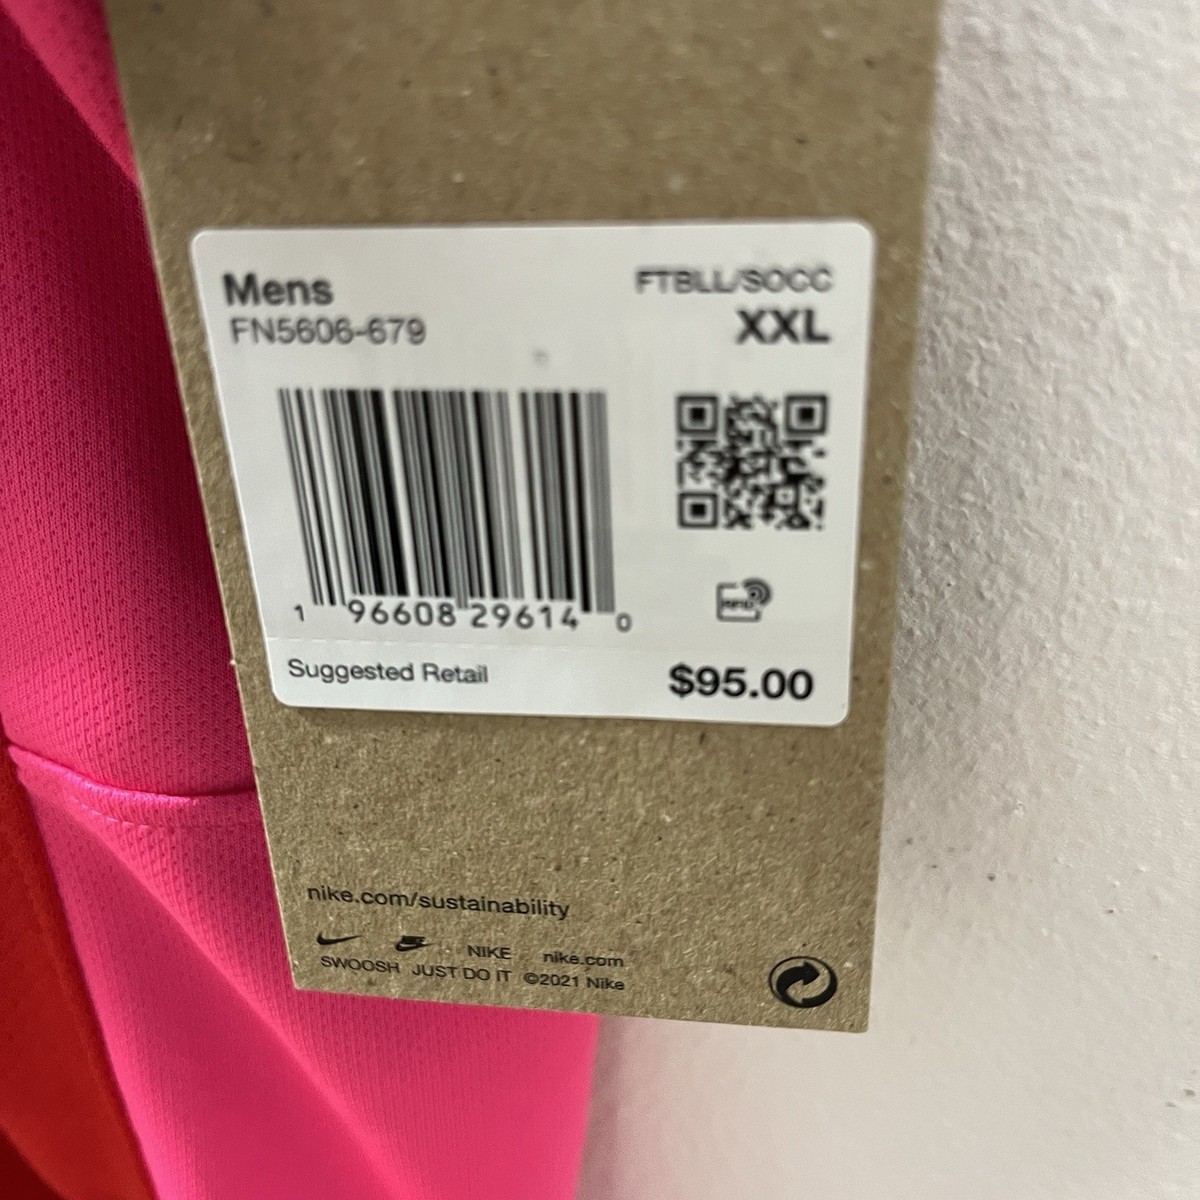 Mens
FTBLL/SOCC
FN5606-679
XXL
1 96608 29614 0
RFID
Suggested Retail
$95.00
nike.com/sustainability
NIKE nike.com
SWOOSH JUST DO IT ©2021 Nike